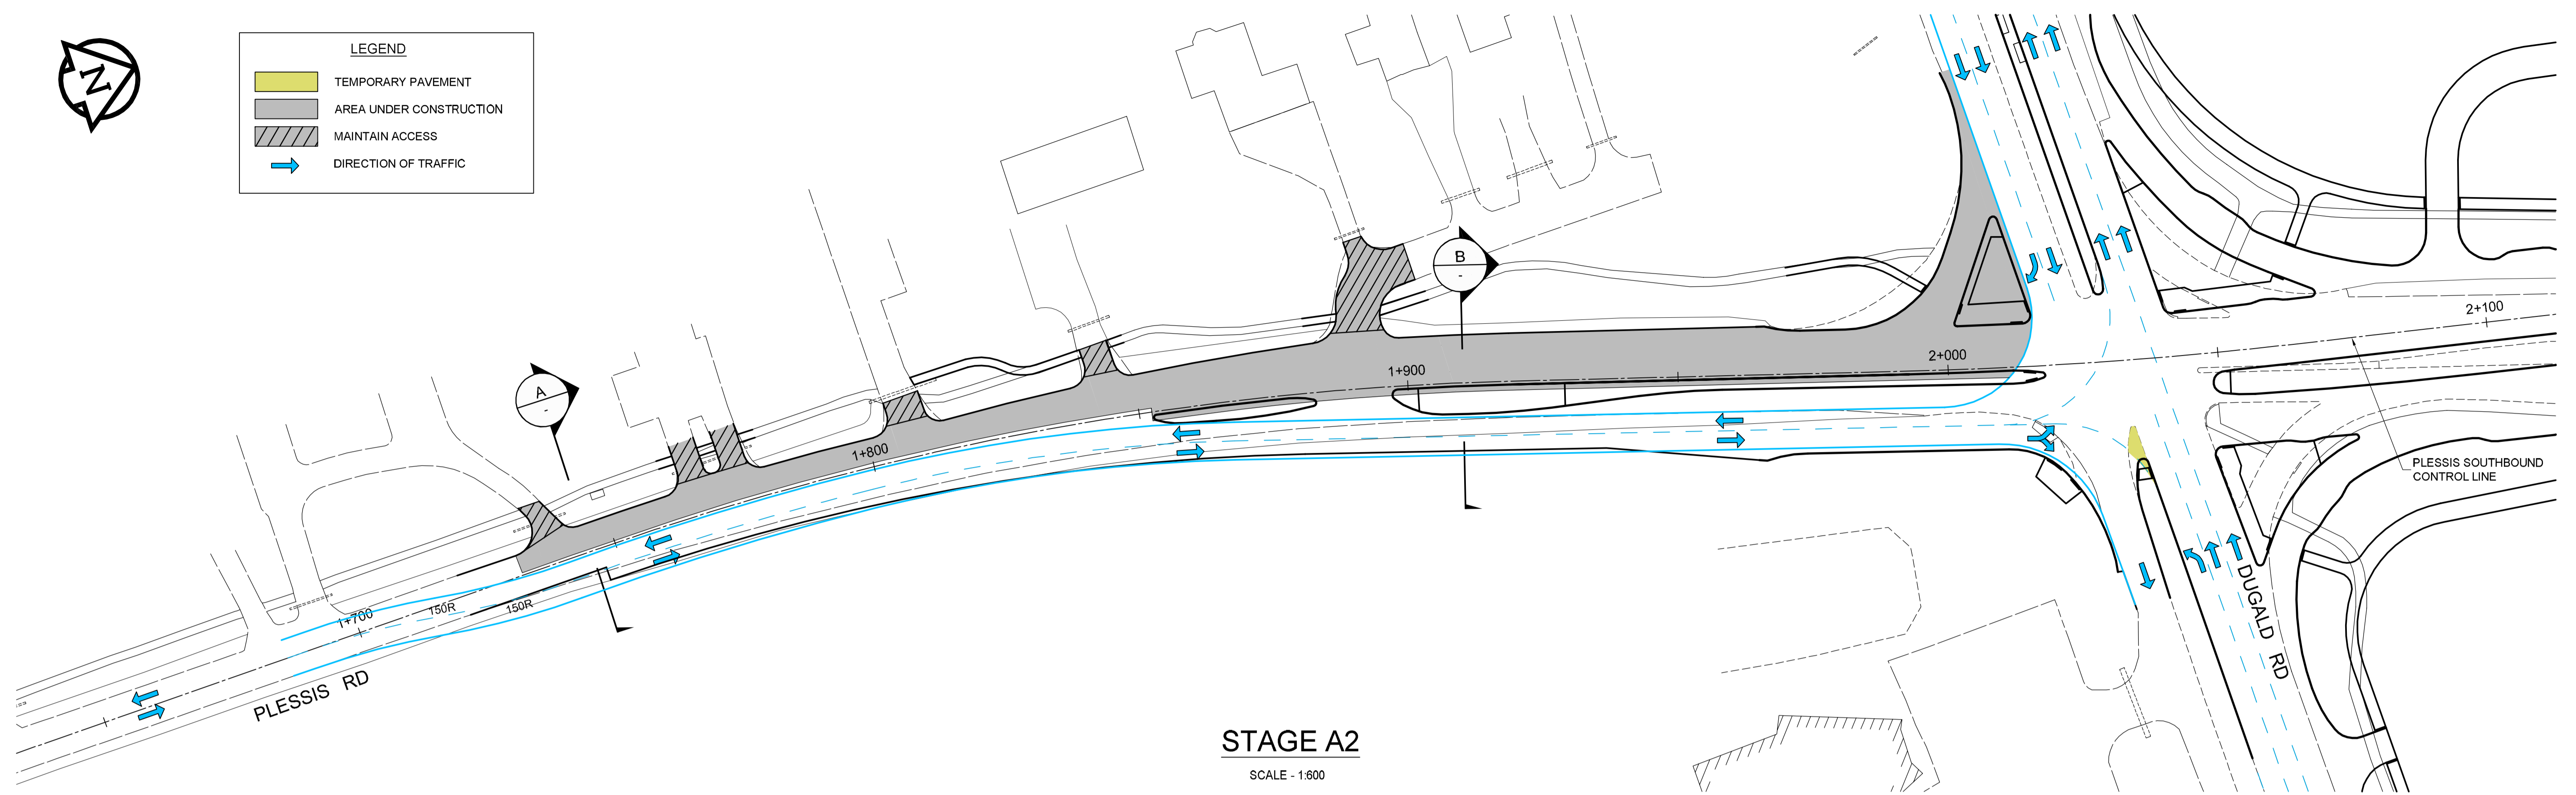 N
LEGEND
TEMPORARY PAVEMENT
AREA UNDER CONSTRUCTION
MAINTAIN ACCESS
DIRECTION OF TRAFFIC
A
-
B
-
1+700
150R
150R
1+800
1+900
2+000
2+100
PLESSIS RD
DUGALD RD
PLESSIS SOUTHBOUND
CONTROL LINE
STAGE A2
SCALE - 1:600